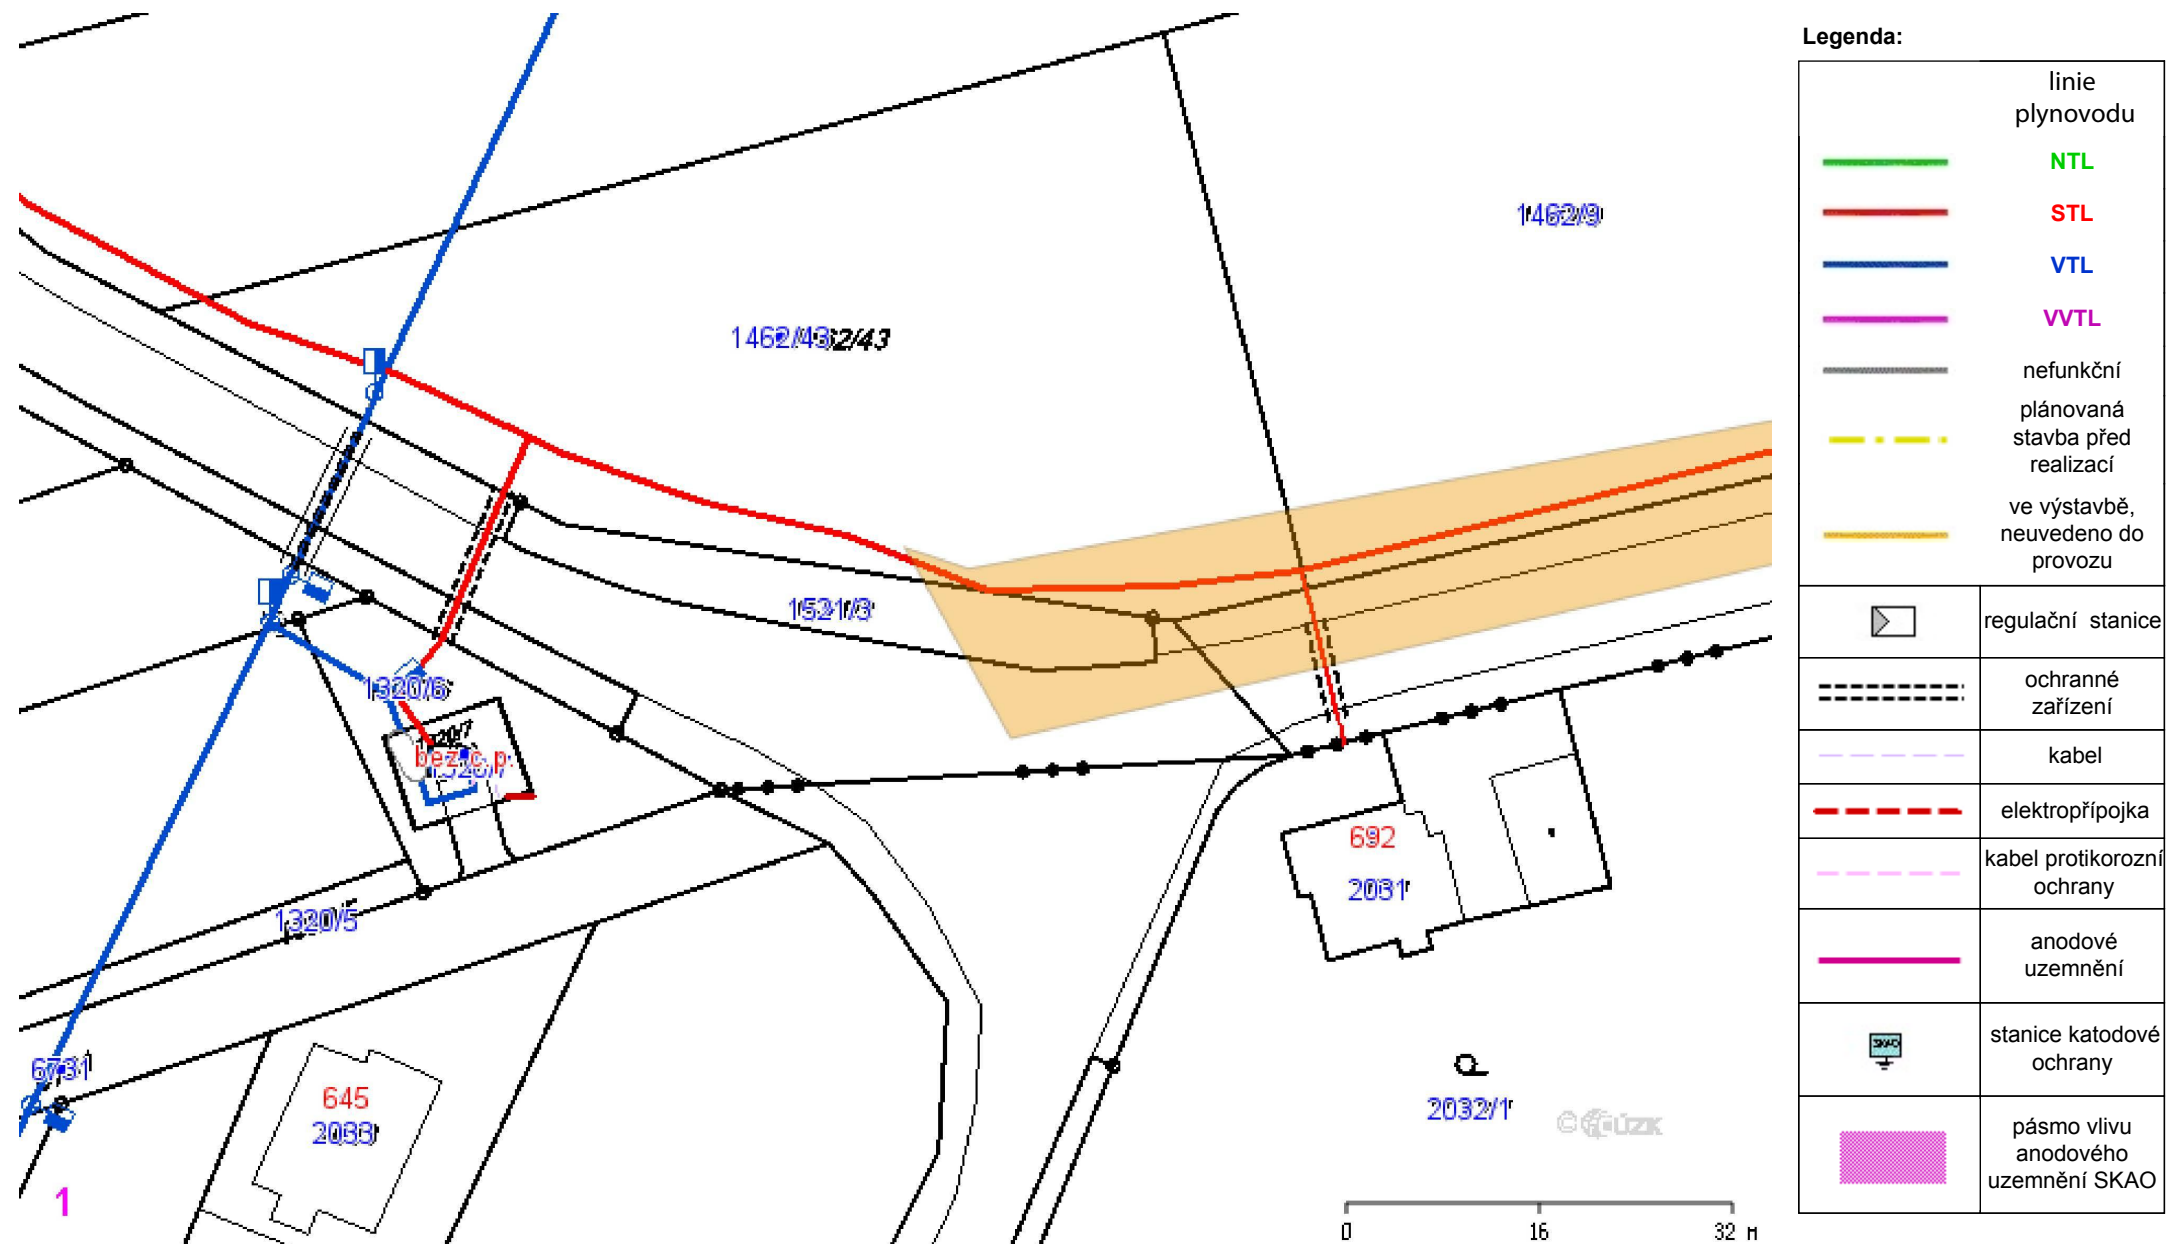 Legenda:
linie
plynovodu
NTL
STL
VTL
VVTL
nefunkční
plánovaná
stavba před
realizací
ve výstavbě,
neuvedeno do
provozu
regulační stanice
ochranné
zařízení
kabel
elektropřípojka
kabel protikorozní
ochrany
anodové
uzemnění
SKAO
stanice katodové
ochrany
pásmo vlivu
anodového
uzemnění SKAO
1462/9
1462/43
1521/3
1320/6
bez č.p.
1320/5
692
2031
645
2033
2032/1
1
0 16 32 M